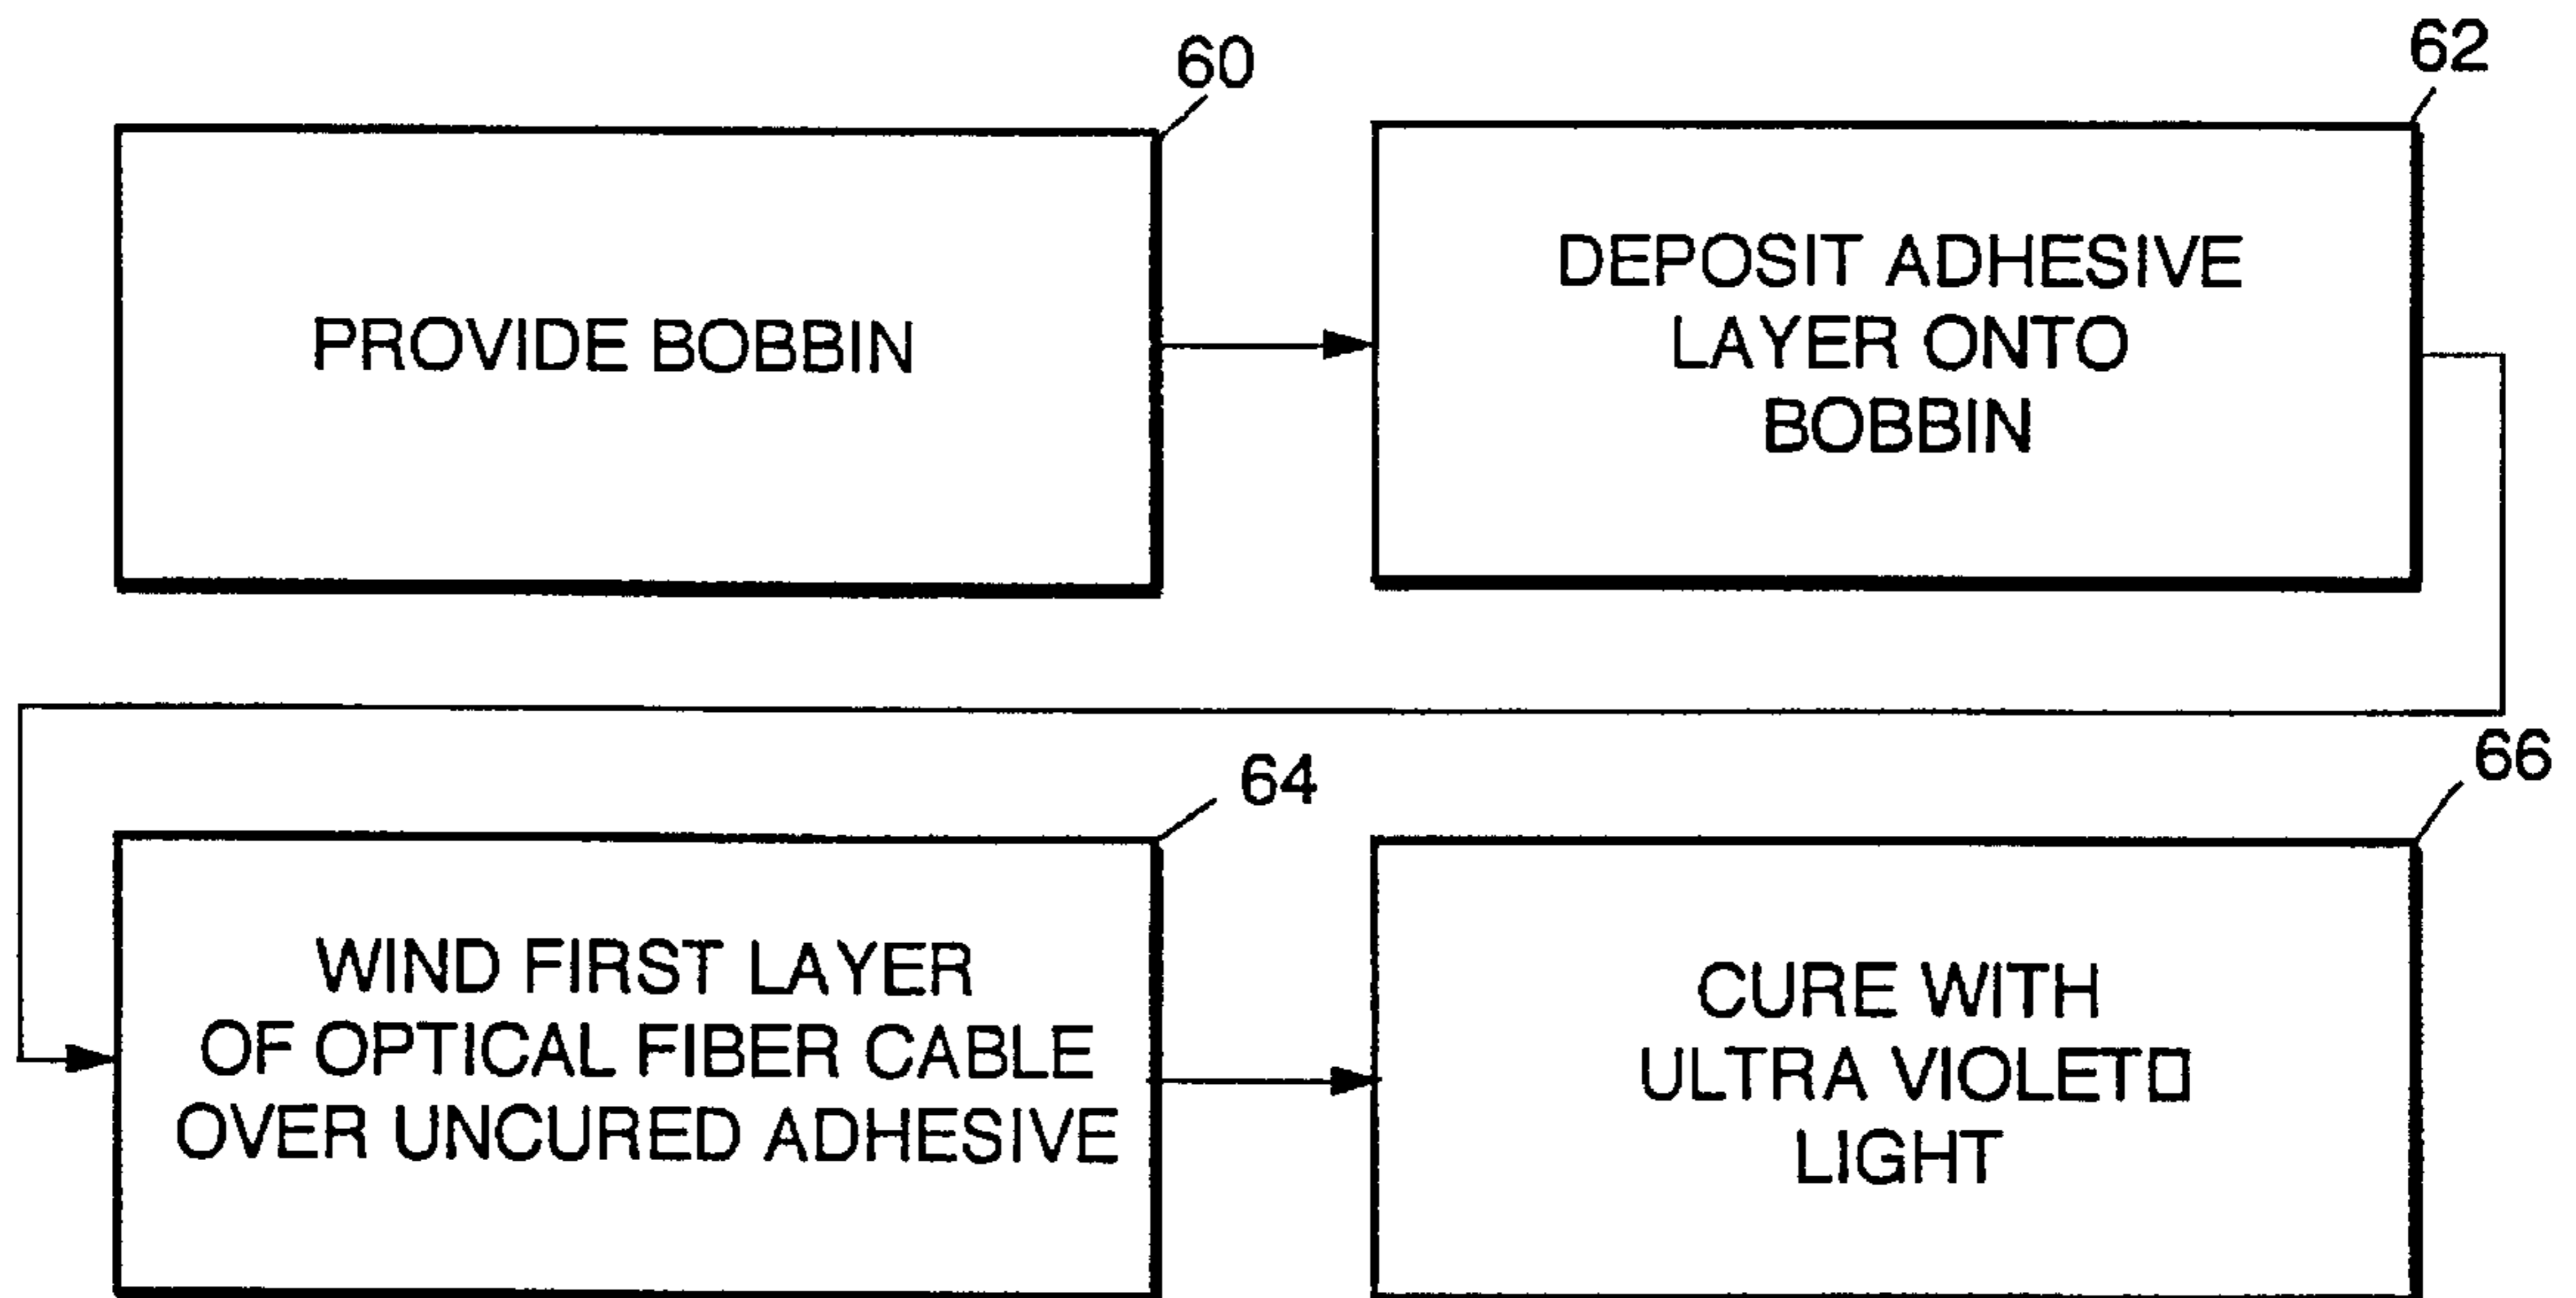 60
PROVIDE BOBBIN
62
DEPOSIT ADHESIVE
LAYER ONTO
BOBBIN
64
WIND FIRST LAYER
OF OPTICAL FIBER CABLE
OVER UNCURED ADHESIVE
66
CURE WITH
ULTRA VIOLET□
LIGHT